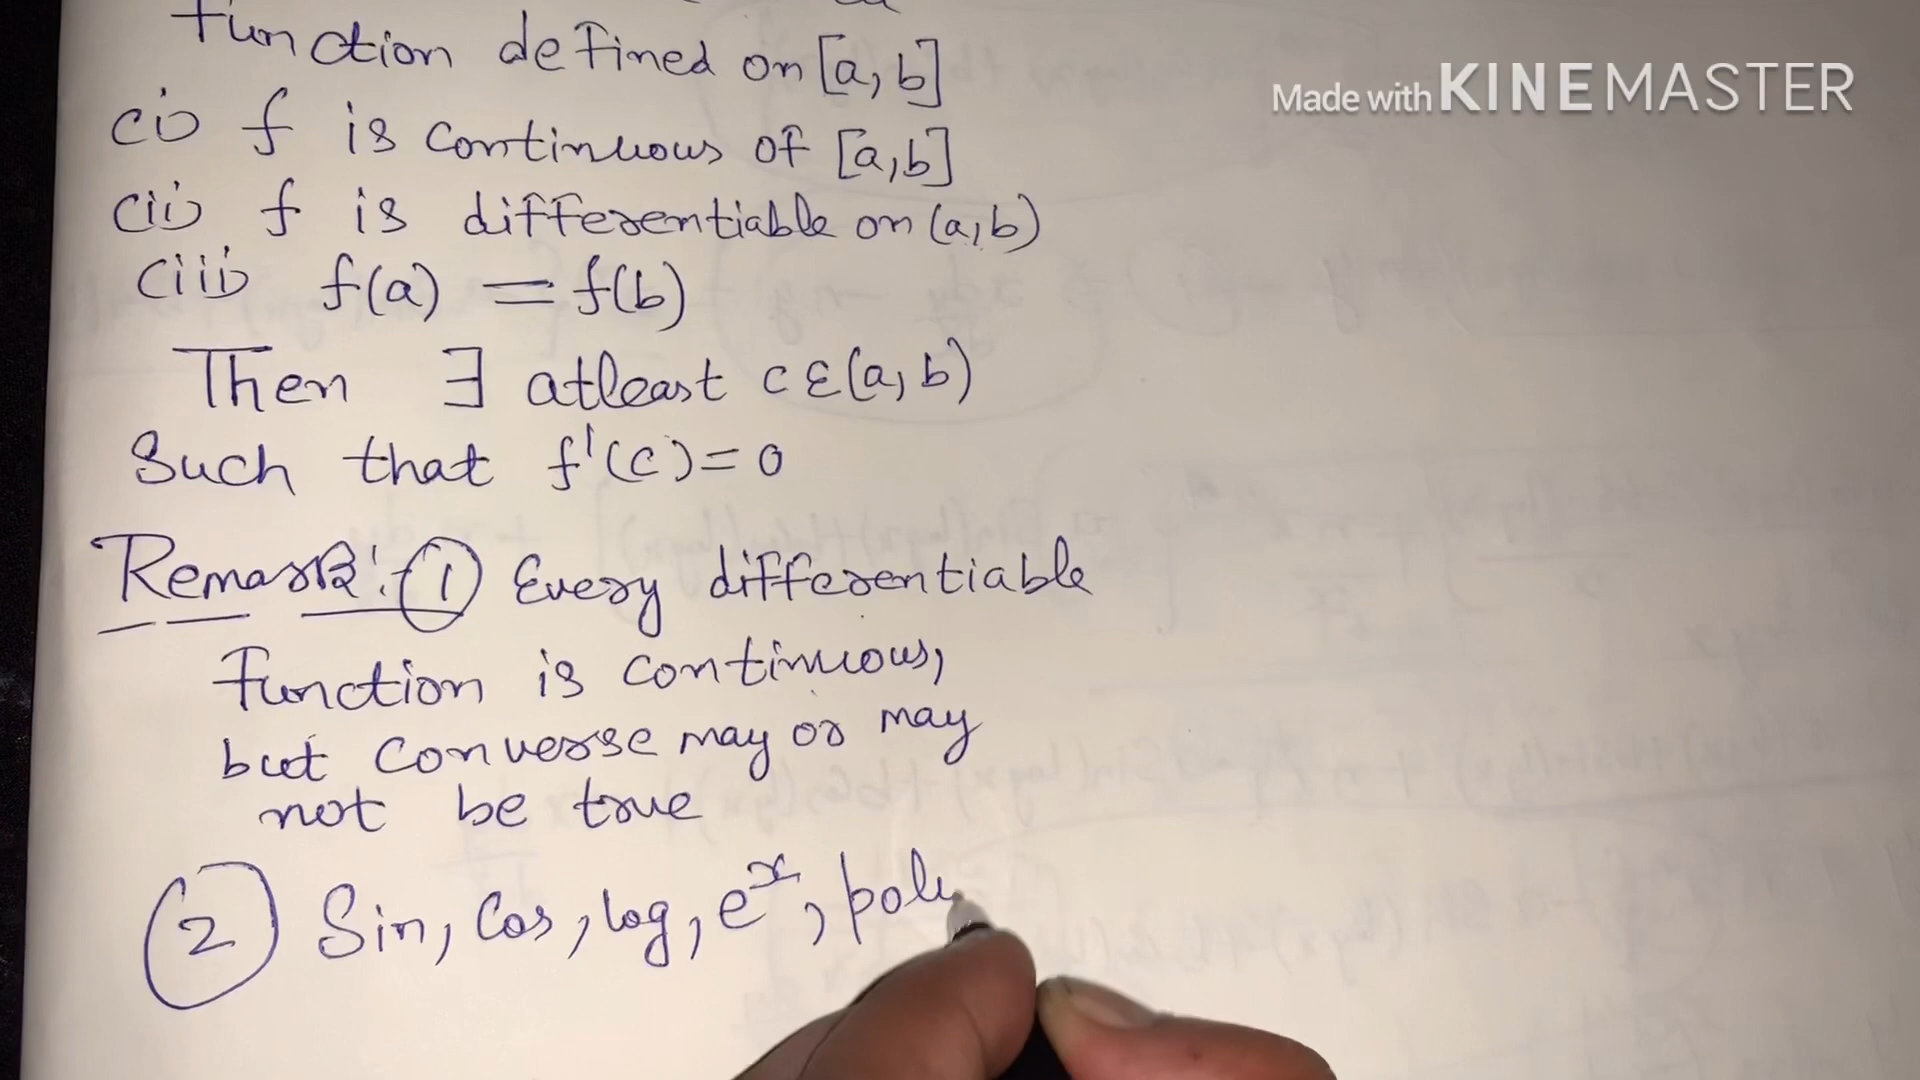 function defined on [a, b]
(i) f is continuous of [a,b]
(ii) f is differentiable on (a,b)
(iii) f(a) = f(b)
Then ∃ atleast c ε (a, b)
Such that f'(c) = 0
Remark :- (1) Every differentiable
function is continuous,
but converse may or may
not be true
(2) Sin, Cos, log, e^x, poly
Made with KINEMASTER